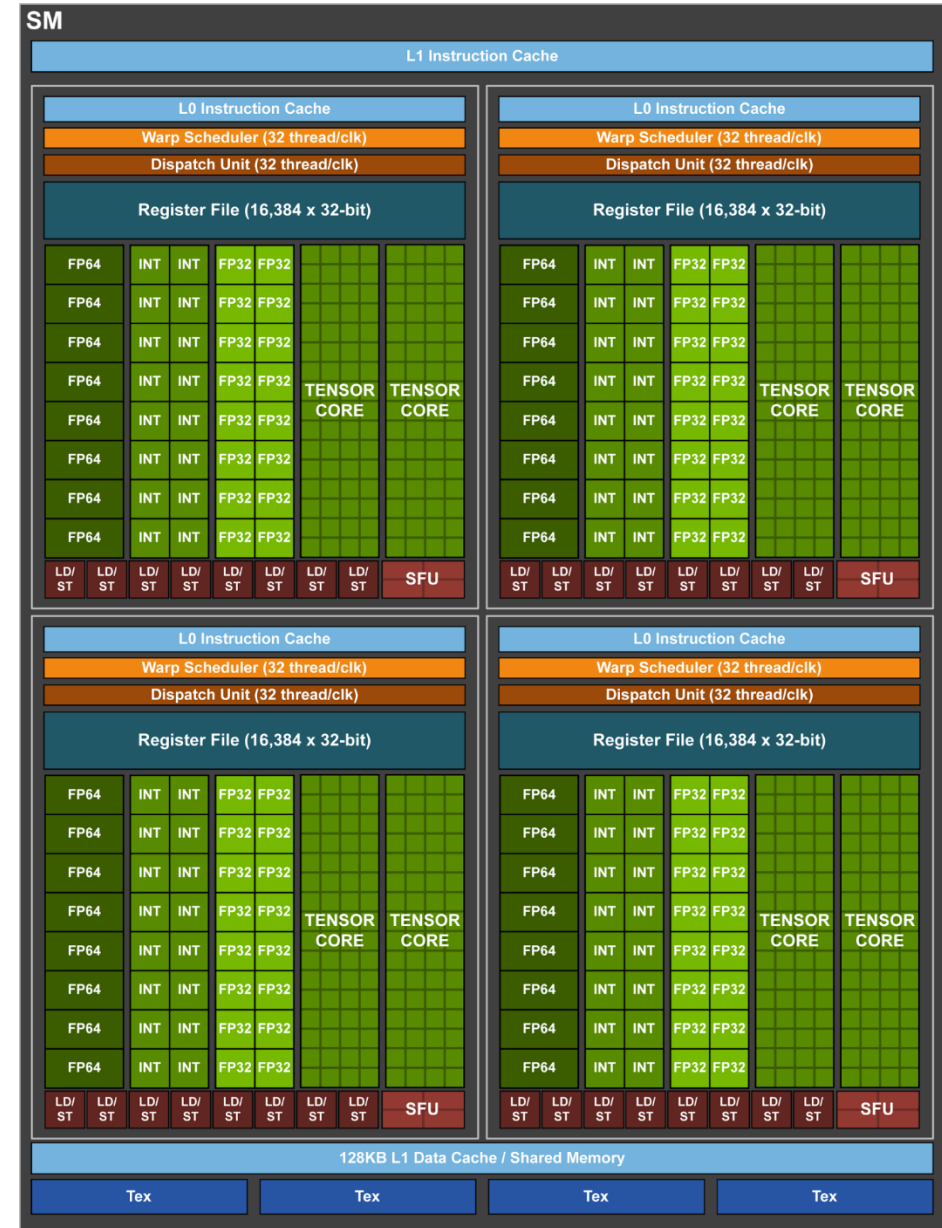 SM
L1 Instruction Cache
L0 Instruction Cache
Warp Scheduler (32 thread/clk)
Dispatch Unit (32 thread/clk)
Register File (16,384 x 32-bit)
FP64 INT INT FP32 FP32
FP64 INT INT FP32 FP32
FP64 INT INT FP32 FP32
FP64 INT INT FP32 FP32 TENSOR TENSOR
FP64 INT INT FP32 FP32 CORE CORE
FP64 INT INT FP32 FP32
FP64 INT INT FP32 FP32
FP64 INT INT FP32 FP32
LD/ LD/ LD/ LD/ LD/ LD/ LD/ LD/ SFU
ST ST ST ST ST ST ST ST
L0 Instruction Cache
Warp Scheduler (32 thread/clk)
Dispatch Unit (32 thread/clk)
Register File (16,384 x 32-bit)
FP64 INT INT FP32 FP32
FP64 INT INT FP32 FP32
FP64 INT INT FP32 FP32
FP64 INT INT FP32 FP32 TENSOR TENSOR
FP64 INT INT FP32 FP32 CORE CORE
FP64 INT INT FP32 FP32
FP64 INT INT FP32 FP32
FP64 INT INT FP32 FP32
LD/ LD/ LD/ LD/ LD/ LD/ LD/ LD/ SFU
ST ST ST ST ST ST ST ST
L0 Instruction Cache
Warp Scheduler (32 thread/clk)
Dispatch Unit (32 thread/clk)
Register File (16,384 x 32-bit)
FP64 INT INT FP32 FP32
FP64 INT INT FP32 FP32
FP64 INT INT FP32 FP32
FP64 INT INT FP32 FP32 TENSOR TENSOR
FP64 INT INT FP32 FP32 CORE CORE
FP64 INT INT FP32 FP32
FP64 INT INT FP32 FP32
FP64 INT INT FP32 FP32
LD/ LD/ LD/ LD/ LD/ LD/ LD/ LD/ SFU
ST ST ST ST ST ST ST ST
L0 Instruction Cache
Warp Scheduler (32 thread/clk)
Dispatch Unit (32 thread/clk)
Register File (16,384 x 32-bit)
FP64 INT INT FP32 FP32
FP64 INT INT FP32 FP32
FP64 INT INT FP32 FP32
FP64 INT INT FP32 FP32 TENSOR TENSOR
FP64 INT INT FP32 FP32 CORE CORE
FP64 INT INT FP32 FP32
FP64 INT INT FP32 FP32
FP64 INT INT FP32 FP32
LD/ LD/ LD/ LD/ LD/ LD/ LD/ LD/ SFU
ST ST ST ST ST ST ST ST
128KB L1 Data Cache / Shared Memory
Tex Tex Tex Tex